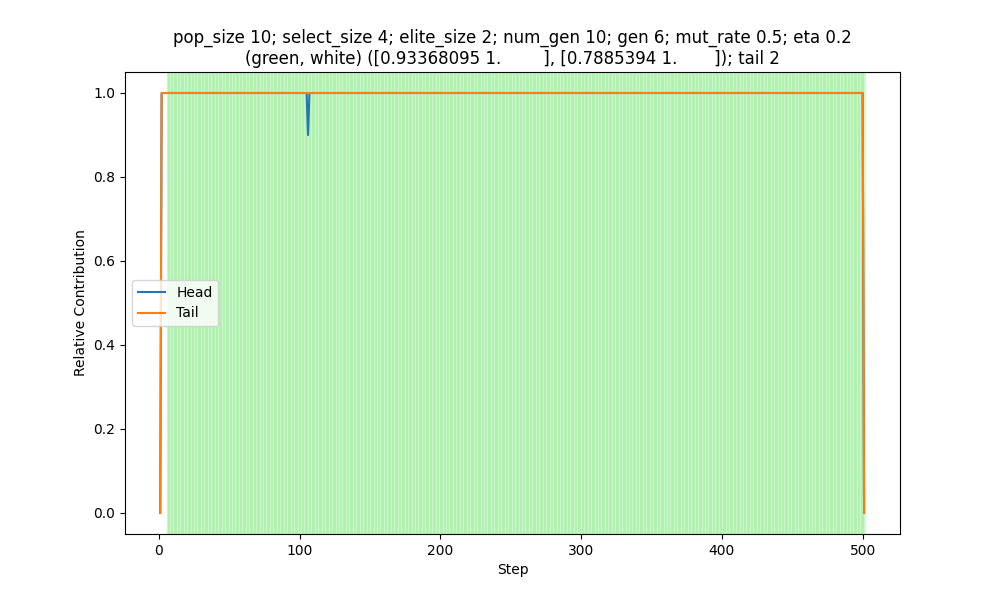 pop_size 10; select_size 4; elite_size 2; num_gen 10; gen 6; mut_rate 0.5; eta 0.2
(green, white) ([0.93368095 1.        ], [0.7885394 1.        ]); tail 2
1.0
0.8
0.6
0.4
0.2
0.0
Relative Contribution
Head
Tail
0
100
200
300
400
500
Step